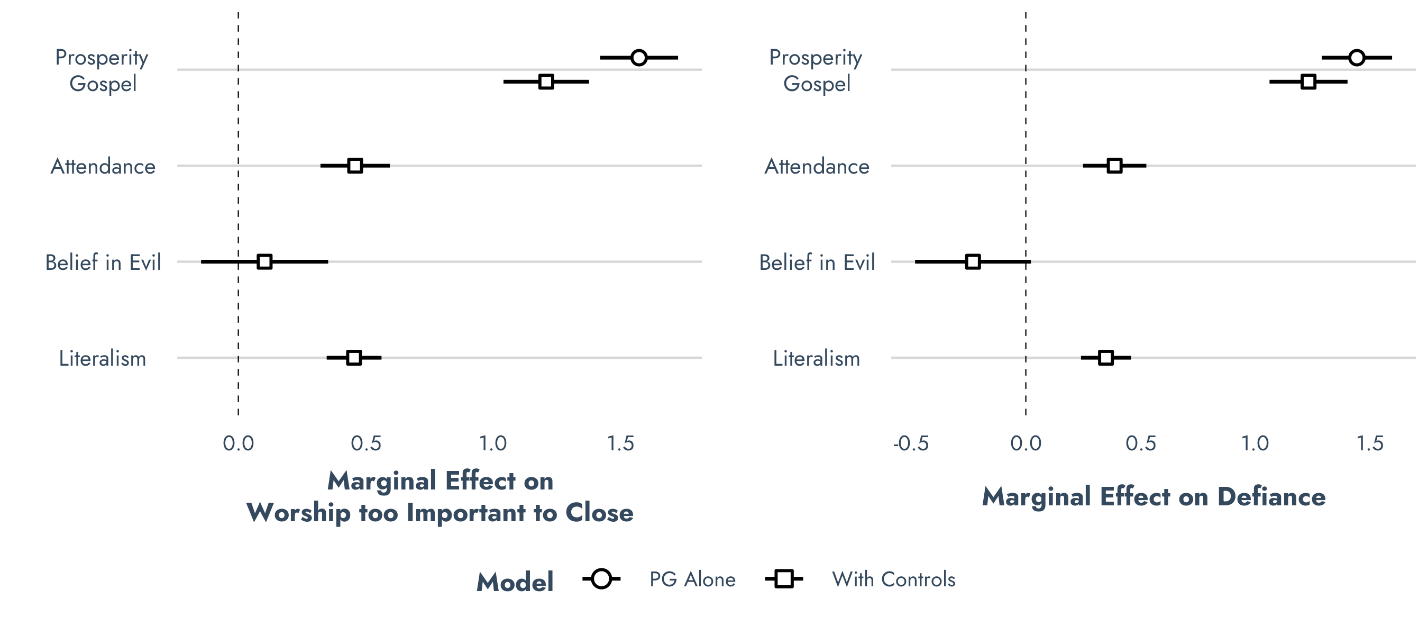 Prosperity
Gospel
Attendance
Belief in Evil
Literalism
0.0 0.5 1.0 1.5
Marginal Effect on
Worship too Important to Close
Prosperity
Gospel
Attendance
Belief in Evil
Literalism
-0.5 0.0 0.5 1.0 1.5
Marginal Effect on Defiance
Model PG Alone With Controls